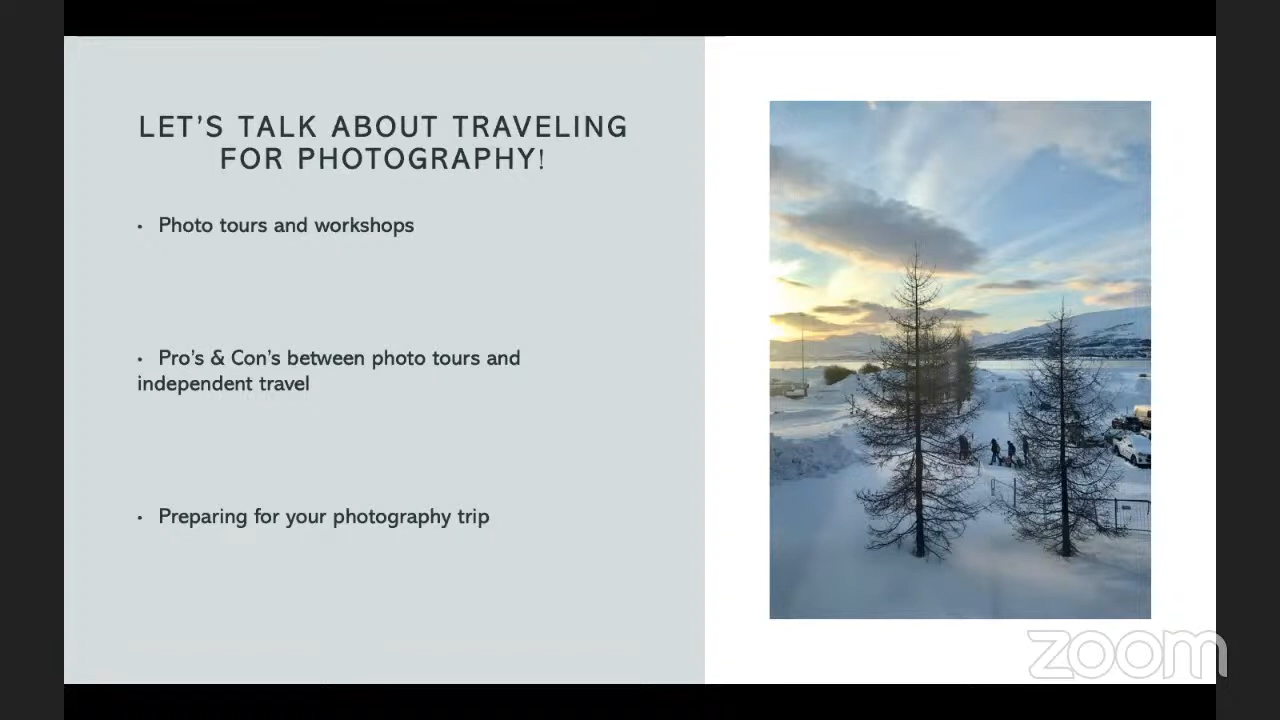 LET'S TALK ABOUT TRAVELING
FOR PHOTOGRAPHY!
• Photo tours and workshops
• Pro's & Con's between photo tours and
independent travel
• Preparing for your photography trip
zoom